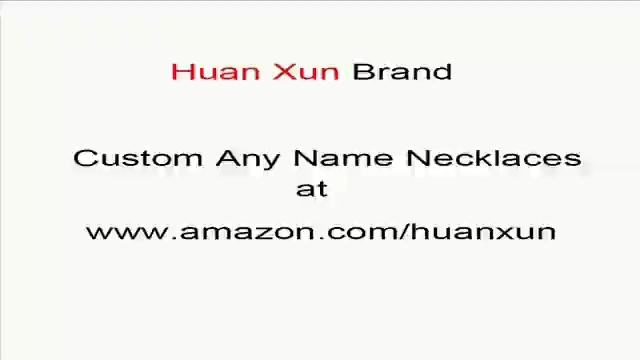 Huan Xun Brand
Custom Any Name Necklaces
at
www.amazon.com/huanxun